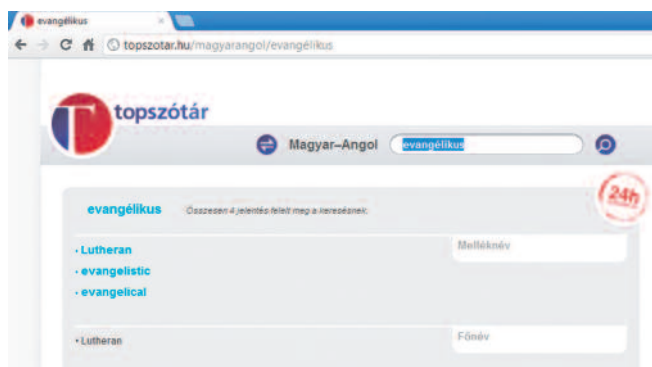 evangélikus
topszotar.hu/magyarangol/evangélikus
topszótár
Magyar–Angol evangélikus
24h
evangélikus Összesen 4 jelentés felelt meg a keresésnek.
• Lutheran Melléknév
• evangelistic
• evangelical
• Lutheran Főnév